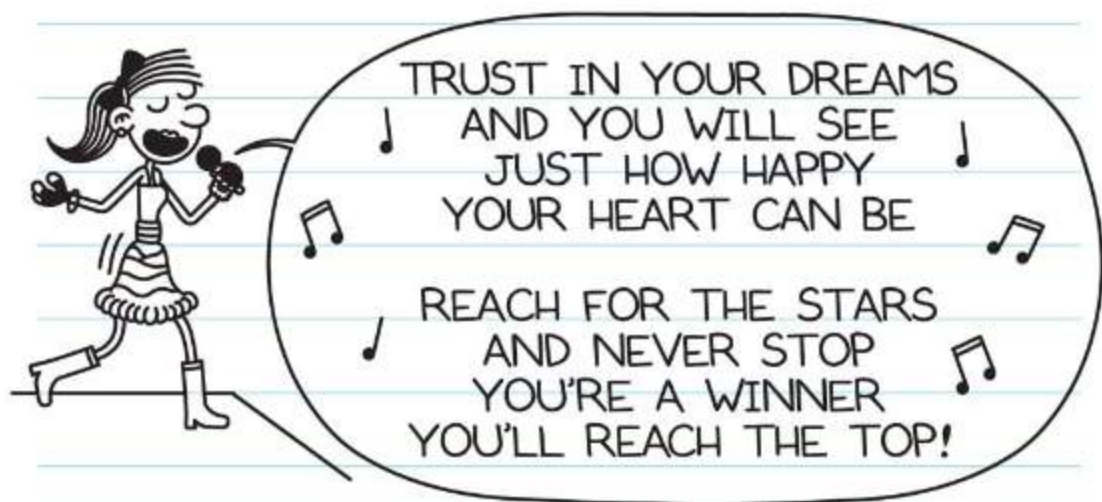 TRUST IN YOUR DREAMS
AND YOU WILL SEE
JUST HOW HAPPY
YOUR HEART CAN BE
REACH FOR THE STARS
AND NEVER STOP
YOU'RE A WINNER
YOU'LL REACH THE TOP!